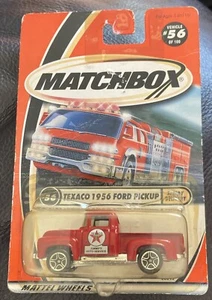 VEHICLE
#56
OF 100
MATCHBOX
56
TEXACO 1956 FORD PICKUP
MATTEL WHEELS